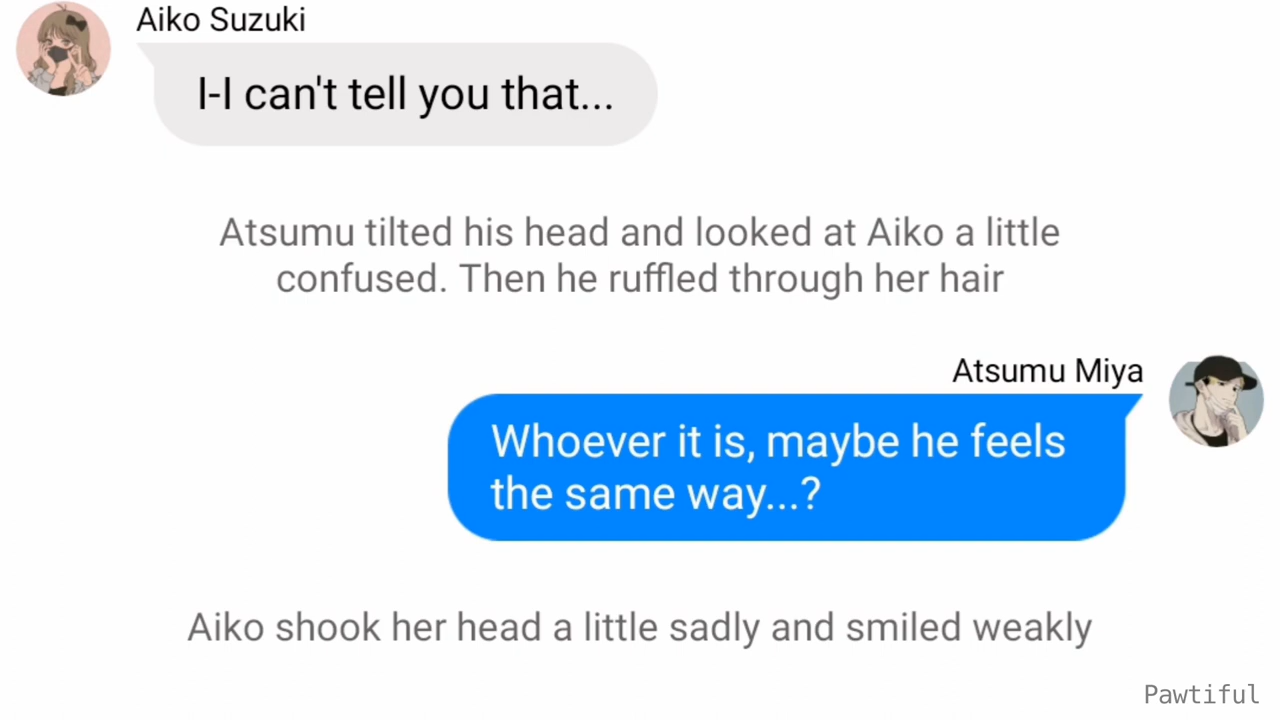 Aiko Suzuki
I-I can't tell you that...
Atsumu tilted his head and looked at Aiko a little
confused. Then he ruffled through her hair
Atsumu Miya
Whoever it is, maybe he feels
the same way...?
Aiko shook her head a little sadly and smiled weakly
Pawtiful